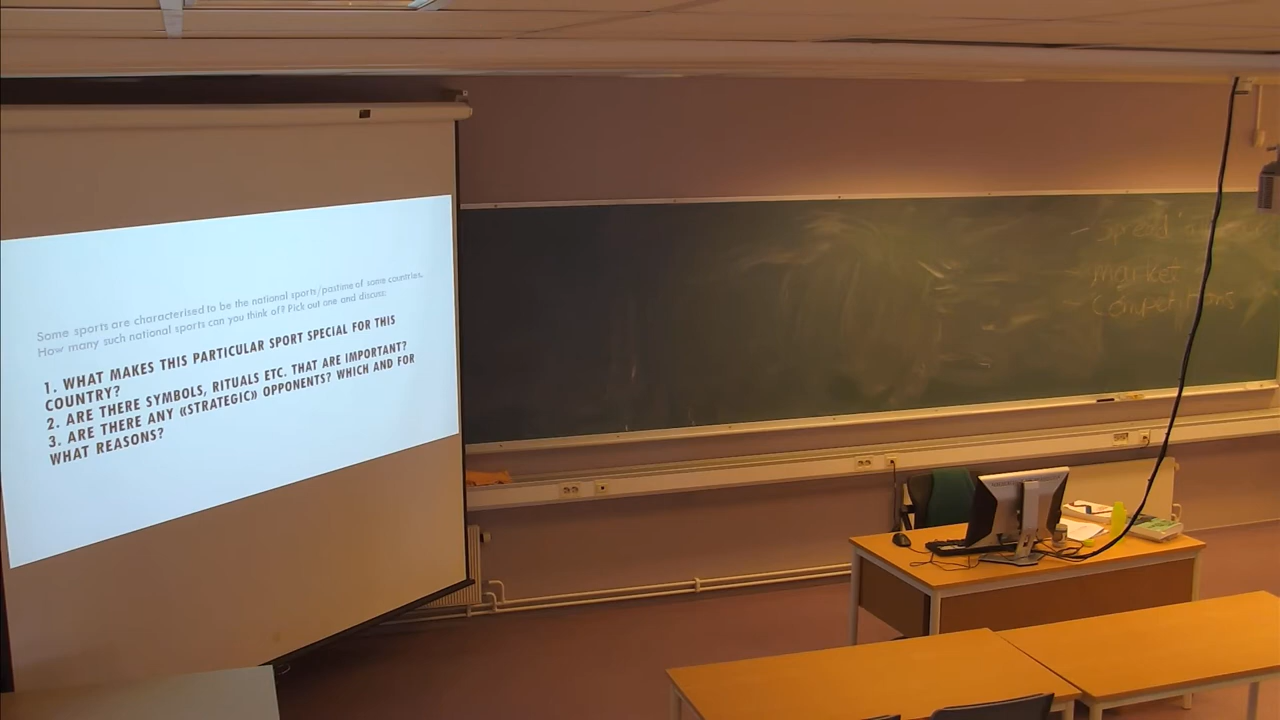 Some sports are characterised to be the national sports/pastime of some countries.
How many such national sports can you think of? Pick out one and discuss:
1. WHAT MAKES THIS PARTICULAR SPORT SPECIAL FOR THIS
COUNTRY?
2. ARE THERE SYMBOLS, RITUALS ETC. THAT ARE IMPORTANT?
3. ARE THERE ANY «STRATEGIC» OPPONENTS? WHICH AND FOR
WHAT REASONS?
- Spread
- Market
- Competitions